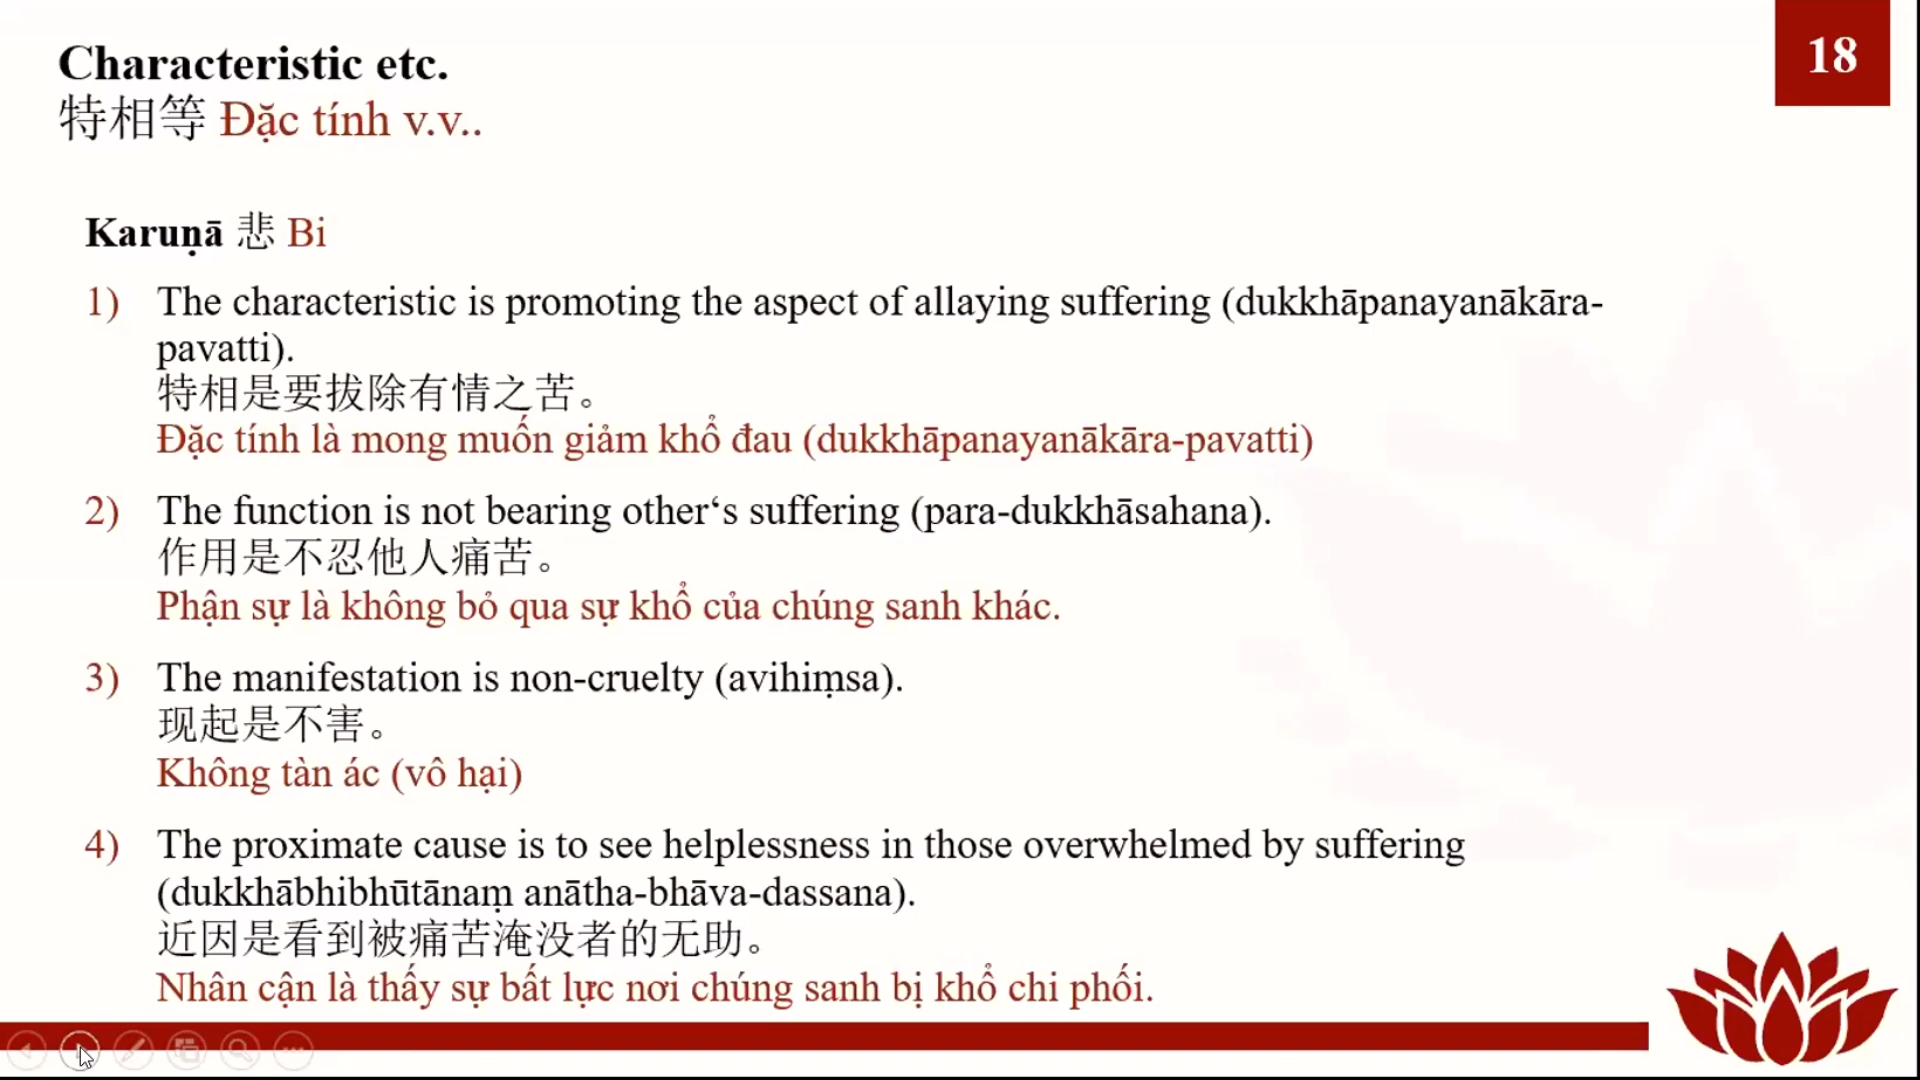 18
Characteristic etc.
特相等 Đặc tính v.v..
Karuṇā 悲 Bi
1) The characteristic is promoting the aspect of allaying suffering (dukkhāpanayanākāra-
pavatti).
特相是要拔除有情之苦。
Đặc tính là mong muốn giảm khổ đau (dukkhāpanayanākāra-pavatti)
2) The function is not bearing other‘s suffering (para-dukkhāsahana).
作用是不忍他人痛苦。
Phận sự là không bỏ qua sự khổ của chúng sanh khác.
3) The manifestation is non-cruelty (avihiṃsa).
现起是不害。
Không tàn ác (vô hại)
4) The proximate cause is to see helplessness in those overwhelmed by suffering
(dukkhābhibhūtānaṃ anātha-bhāva-dassana).
近因是看到被痛苦淹没者的无助。
Nhân cận là thấy sự bất lực nơi chúng sanh bị khổ chi phối.